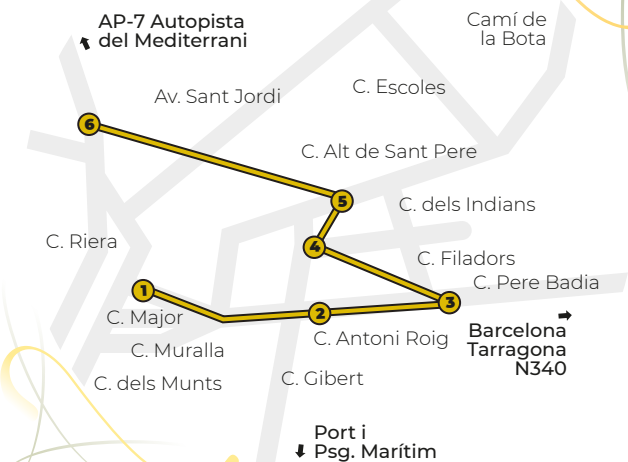 AP-7 Autopista
del Mediterrani
Camí de
la Bota
Av. Sant Jordi
C. Escoles
6
C. Alt de Sant Pere
5
C. dels Indians
4
C. Riera
C. Filadors
C. Pere Badia
1
2
3
C. Major
C. Antoni Roig
Barcelona
Tarragona
N340
C. Muralla
C. dels Munts
C. Gibert
Port i
Psg. Marítim